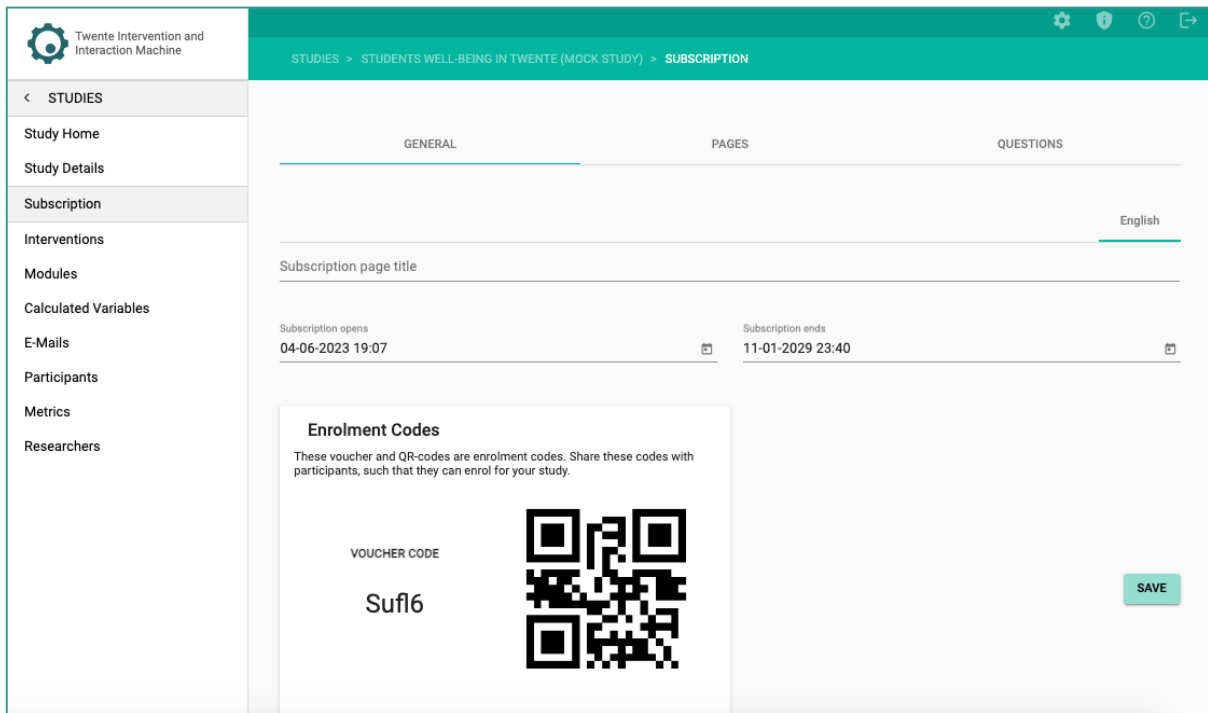 Twente Intervention and
Interaction Machine
STUDIES > STUDENTS WELL-BEING IN TWENTE (MOCK STUDY) > SUBSCRIPTION
< STUDIES
Study Home
Study Details
Subscription
Interventions
Modules
Calculated Variables
E-Mails
Participants
Metrics
Researchers
GENERAL PAGES QUESTIONS
English
Subscription page title
Subscription opens Subscription ends
04-06-2023 19:07 11-01-2029 23:40
Enrolment Codes
These voucher and QR-codes are enrolment codes. Share these codes with
participants, such that they can enrol for your study.
VOUCHER CODE
Sufl6
SAVE